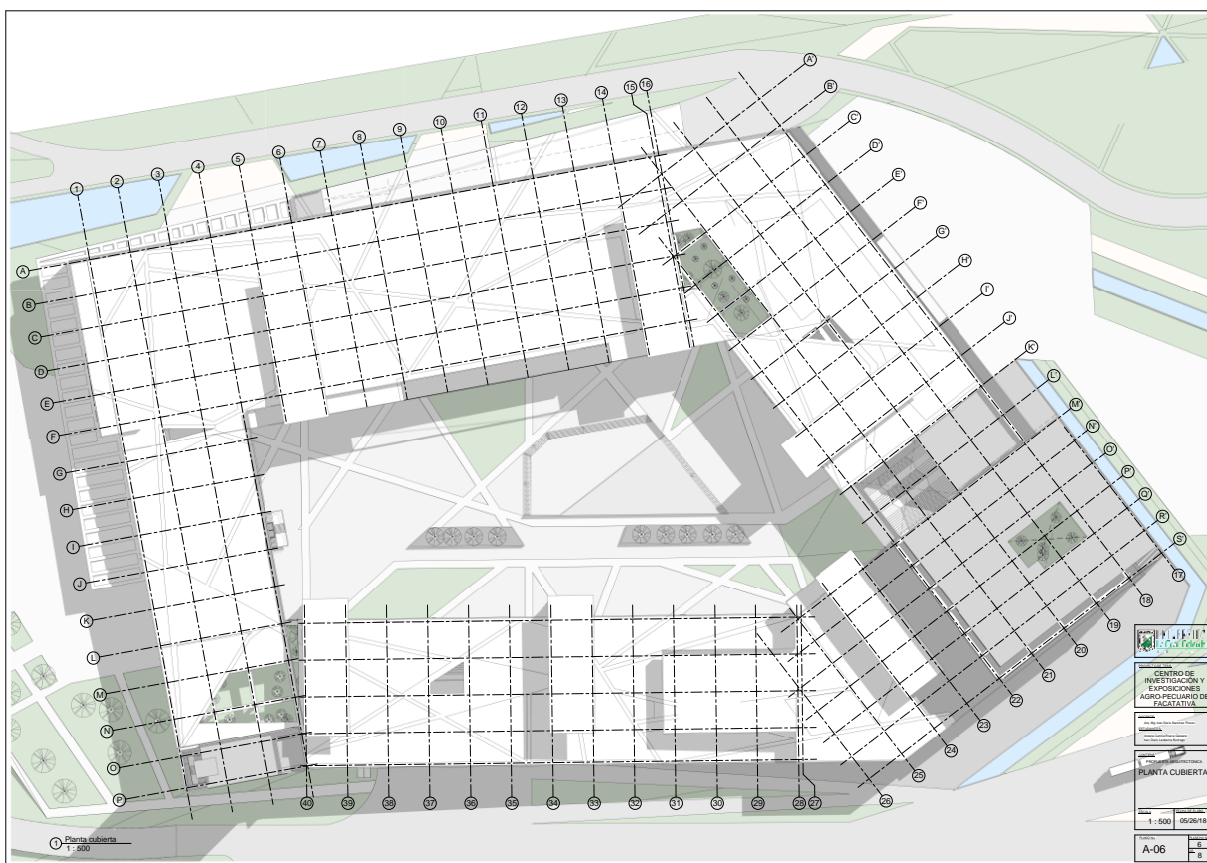 1
2
3
4
5
6
7
8
9
10
11
12
13
14
15
16
A'
B'
C'
D'
E'
F'
G'
H'
I'
J'
K'
L'
M'
N'
O'
P'
Q'
R'
S'
A
B
C
D
E
F
G
H
I
J
K
L
M
N
O
P
17
18
19
20
21
22
23
24
25
26
27
28
29
30
31
32
33
34
35
36
37
38
39
40
1 Planta cubierta
1 : 500
CENTRO DE
INVESTIGACIÓN Y
EXPOSICIONES
AGRO-PECUARIO DE
FACATATIVA
PROPUESTA ARQUITECTONICA
PLANTA CUBIERTA
1 : 500
05/26/18
A-06
6
8